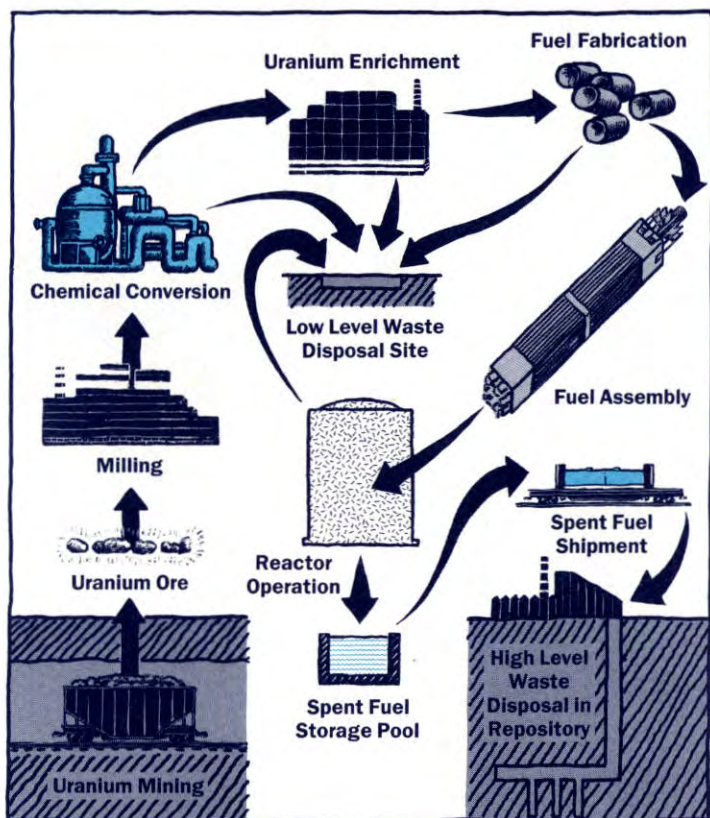 Fuel Fabrication
Uranium Enrichment
Chemical Conversion
Low Level Waste
Disposal Site
Fuel Assembly
Milling
Spent Fuel
Shipment
Uranium Ore
Reactor
Operation
High Level
Waste
Disposal in
Repository
Spent Fuel
Storage Pool
Uranium Mining